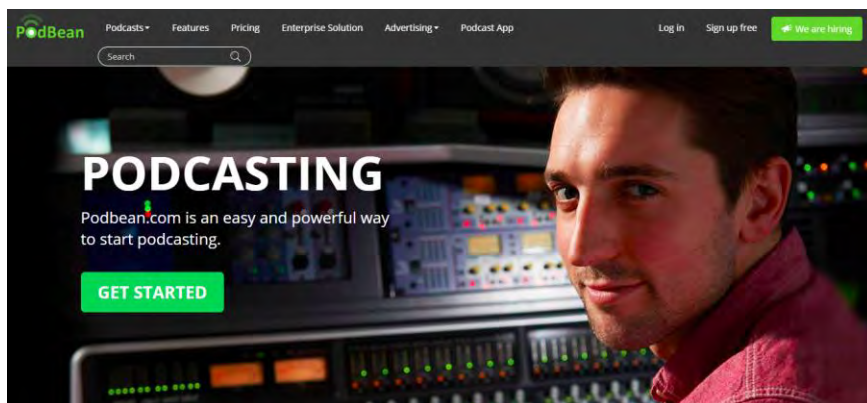 PodBean
Podcasts Features Pricing Enterprise Solution Advertising Podcast App Log in Sign up free We are hiring
Search
PODCASTING
Podbean.com is an easy and powerful way
to start podcasting.
GET STARTED